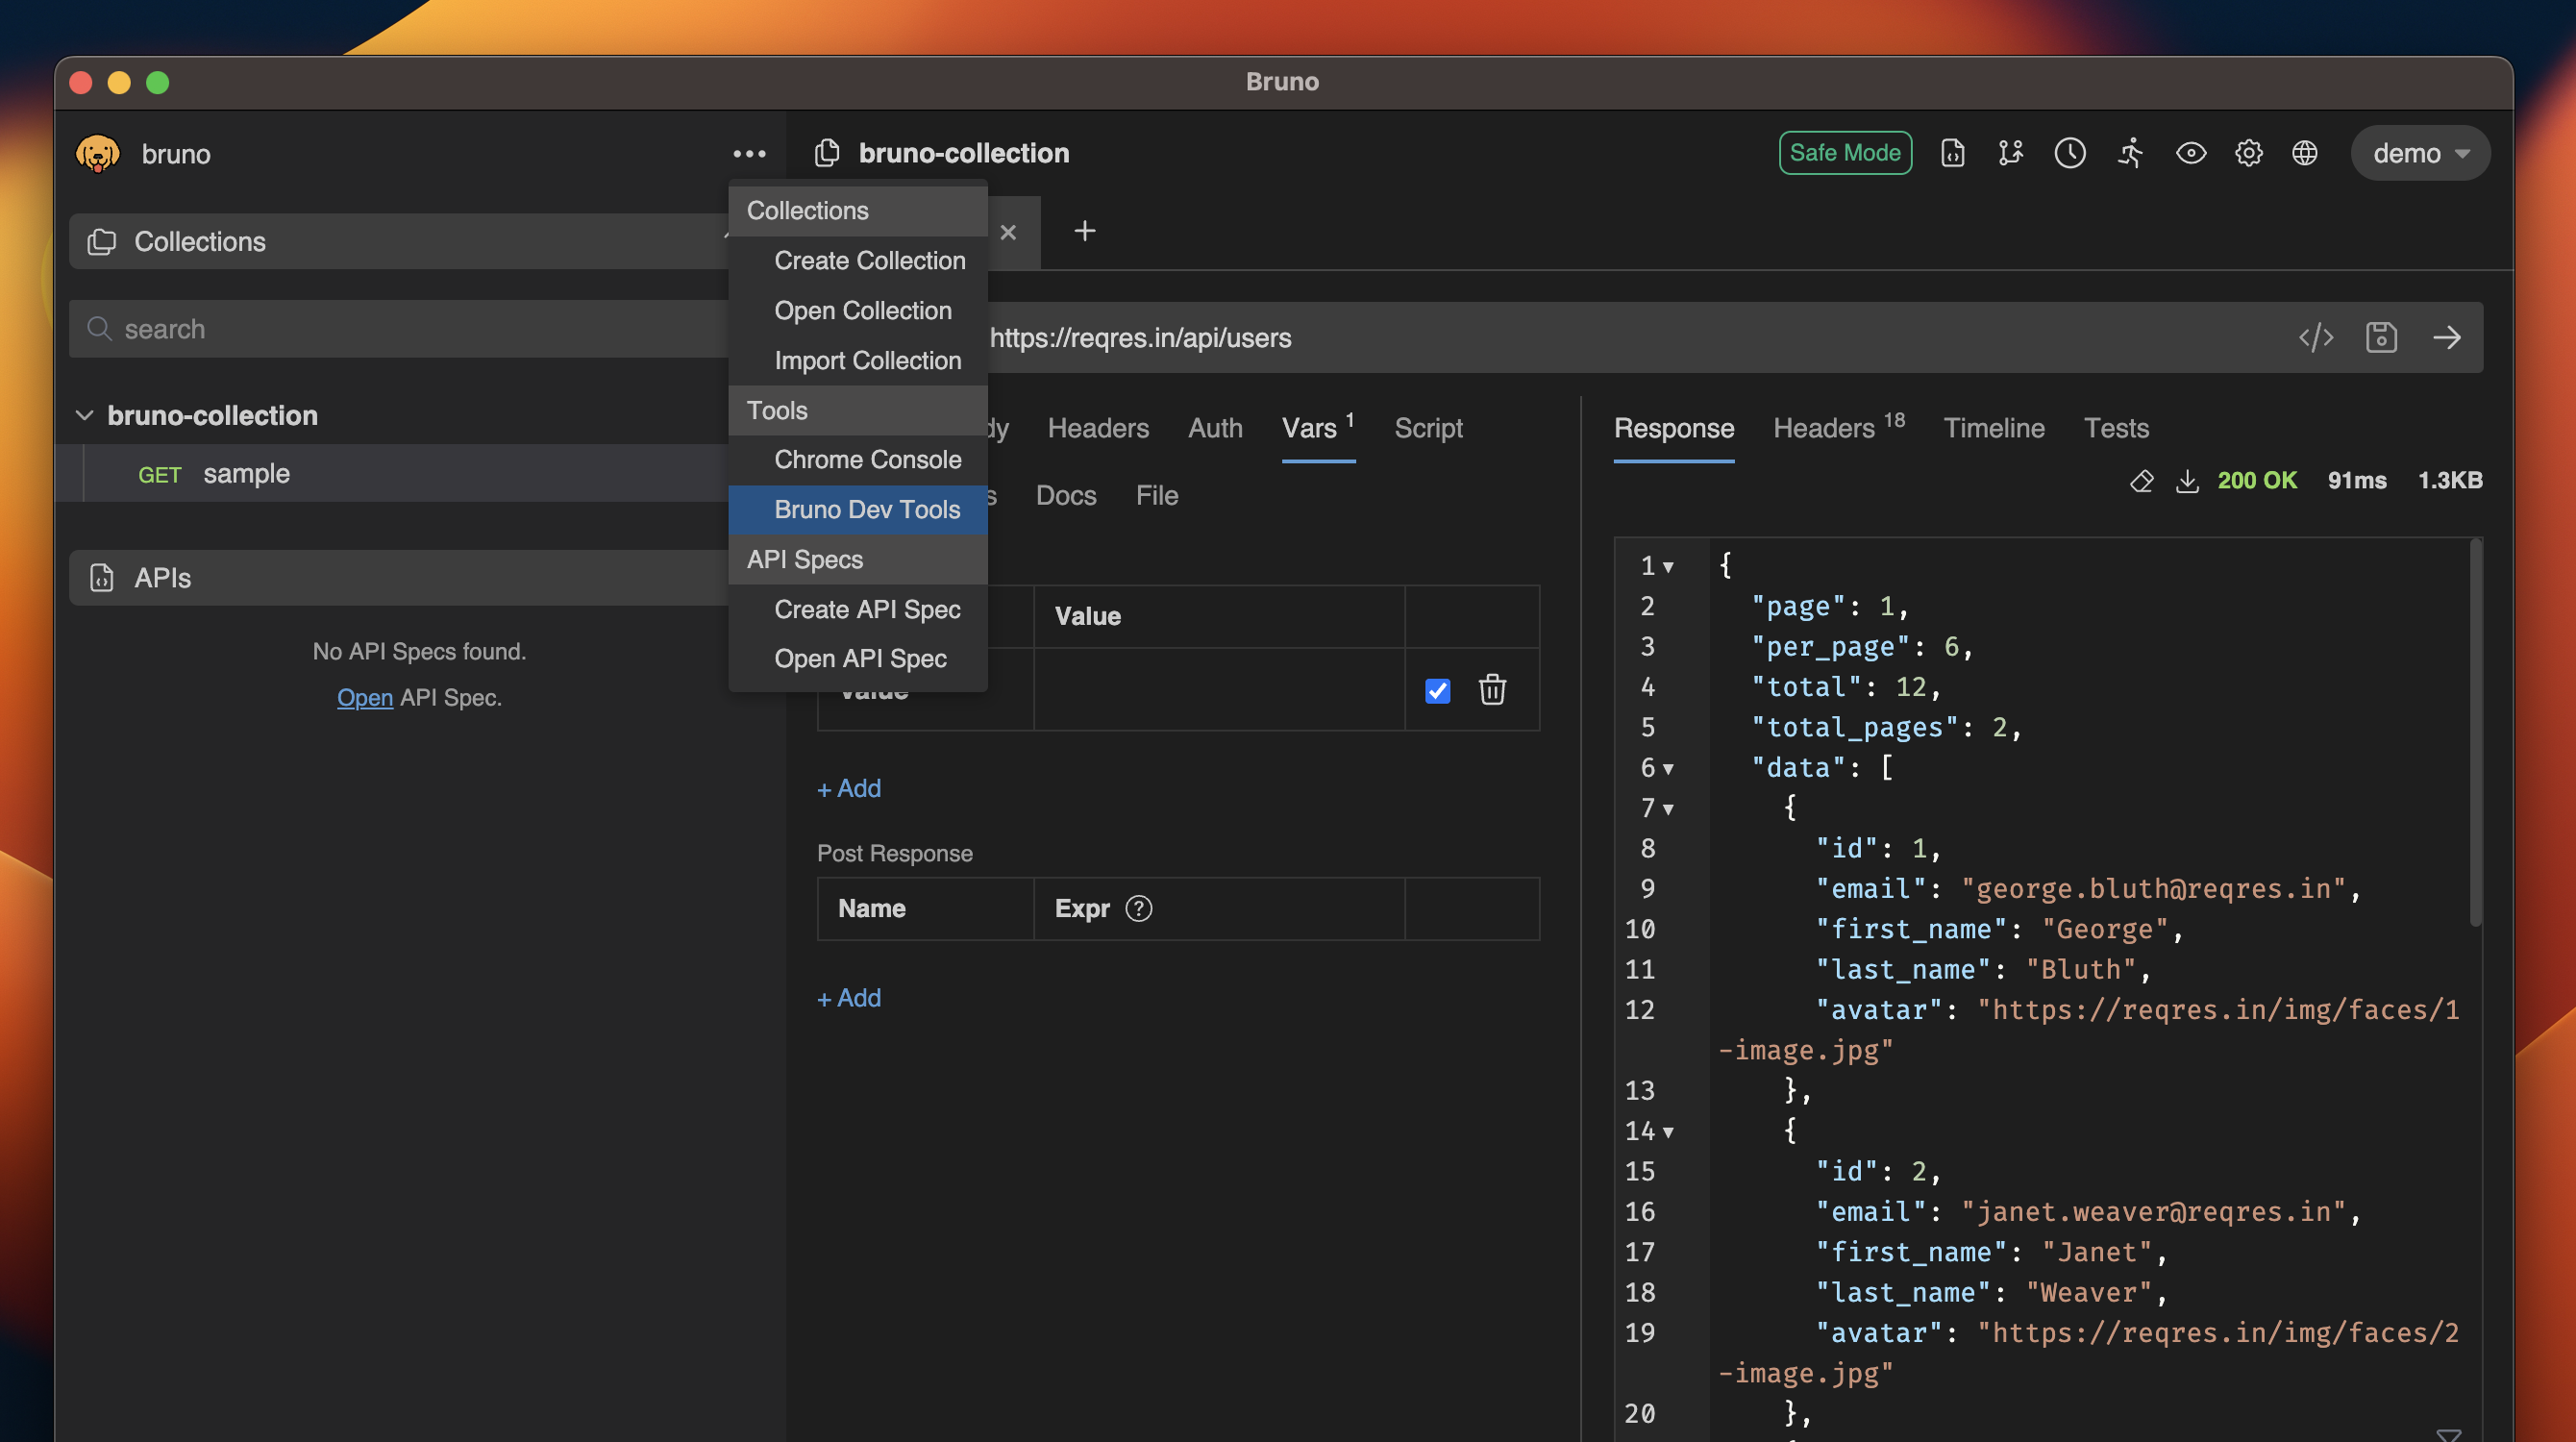 Bruno
bruno
bruno-collection
Safe Mode
demo
Collections
search
bruno-collection
GET sample
APIs
No API Specs found.
Open API Spec.
Collections
Create Collection
Open Collection
Import Collection
Tools
Chrome Console
Bruno Dev Tools
API Specs
Create API Spec
Open API Spec
https://reqres.in/api/users
Headers
Auth
Vars 1
Script
Docs
File
Value
value
+ Add
Post Response
Name
Expr ?
+ Add
Response
Headers 18
Timeline
Tests
200 OK 91ms 1.3KB
1 {
2 "page": 1,
3 "per_page": 6,
4 "total": 12,
5 "total_pages": 2,
6 "data": [
7 {
8 "id": 1,
9 "email": "george.bluth@reqres.in",
10 "first_name": "George",
11 "last_name": "Bluth",
12 "avatar": "https://reqres.in/img/faces/1
-image.jpg"
13 },
14 {
15 "id": 2,
16 "email": "janet.weaver@reqres.in",
17 "first_name": "Janet",
18 "last_name": "Weaver",
19 "avatar": "https://reqres.in/img/faces/2
-image.jpg"
20 },